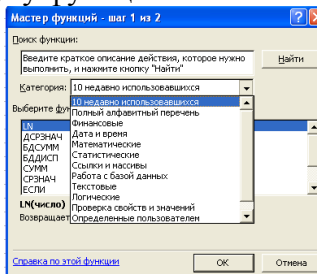 Мастер функций - шаг 1 из 2
Поиск функции:
Введите краткое описание действия, которое нужно
выполнить, и нажмите кнопку "Найти"
Найти
Категория:
10 недавно использовавшихся
10 недавно использовавшихся
Полный алфавитный перечень
Финансовые
Дата и время
Математические
Статистические
Ссылки и массивы
Работа с базой данных
Текстовые
Логические
Проверка свойств и значений
Определенные пользователем
Выберите фун
LN
ДСРЗНАЧ
БДСУММ
БДДИСП
СУММ
СРЗНАЧ
ЕСЛИ
LN(число)
Возвращает
Справка по этой функции
OK
Отмена